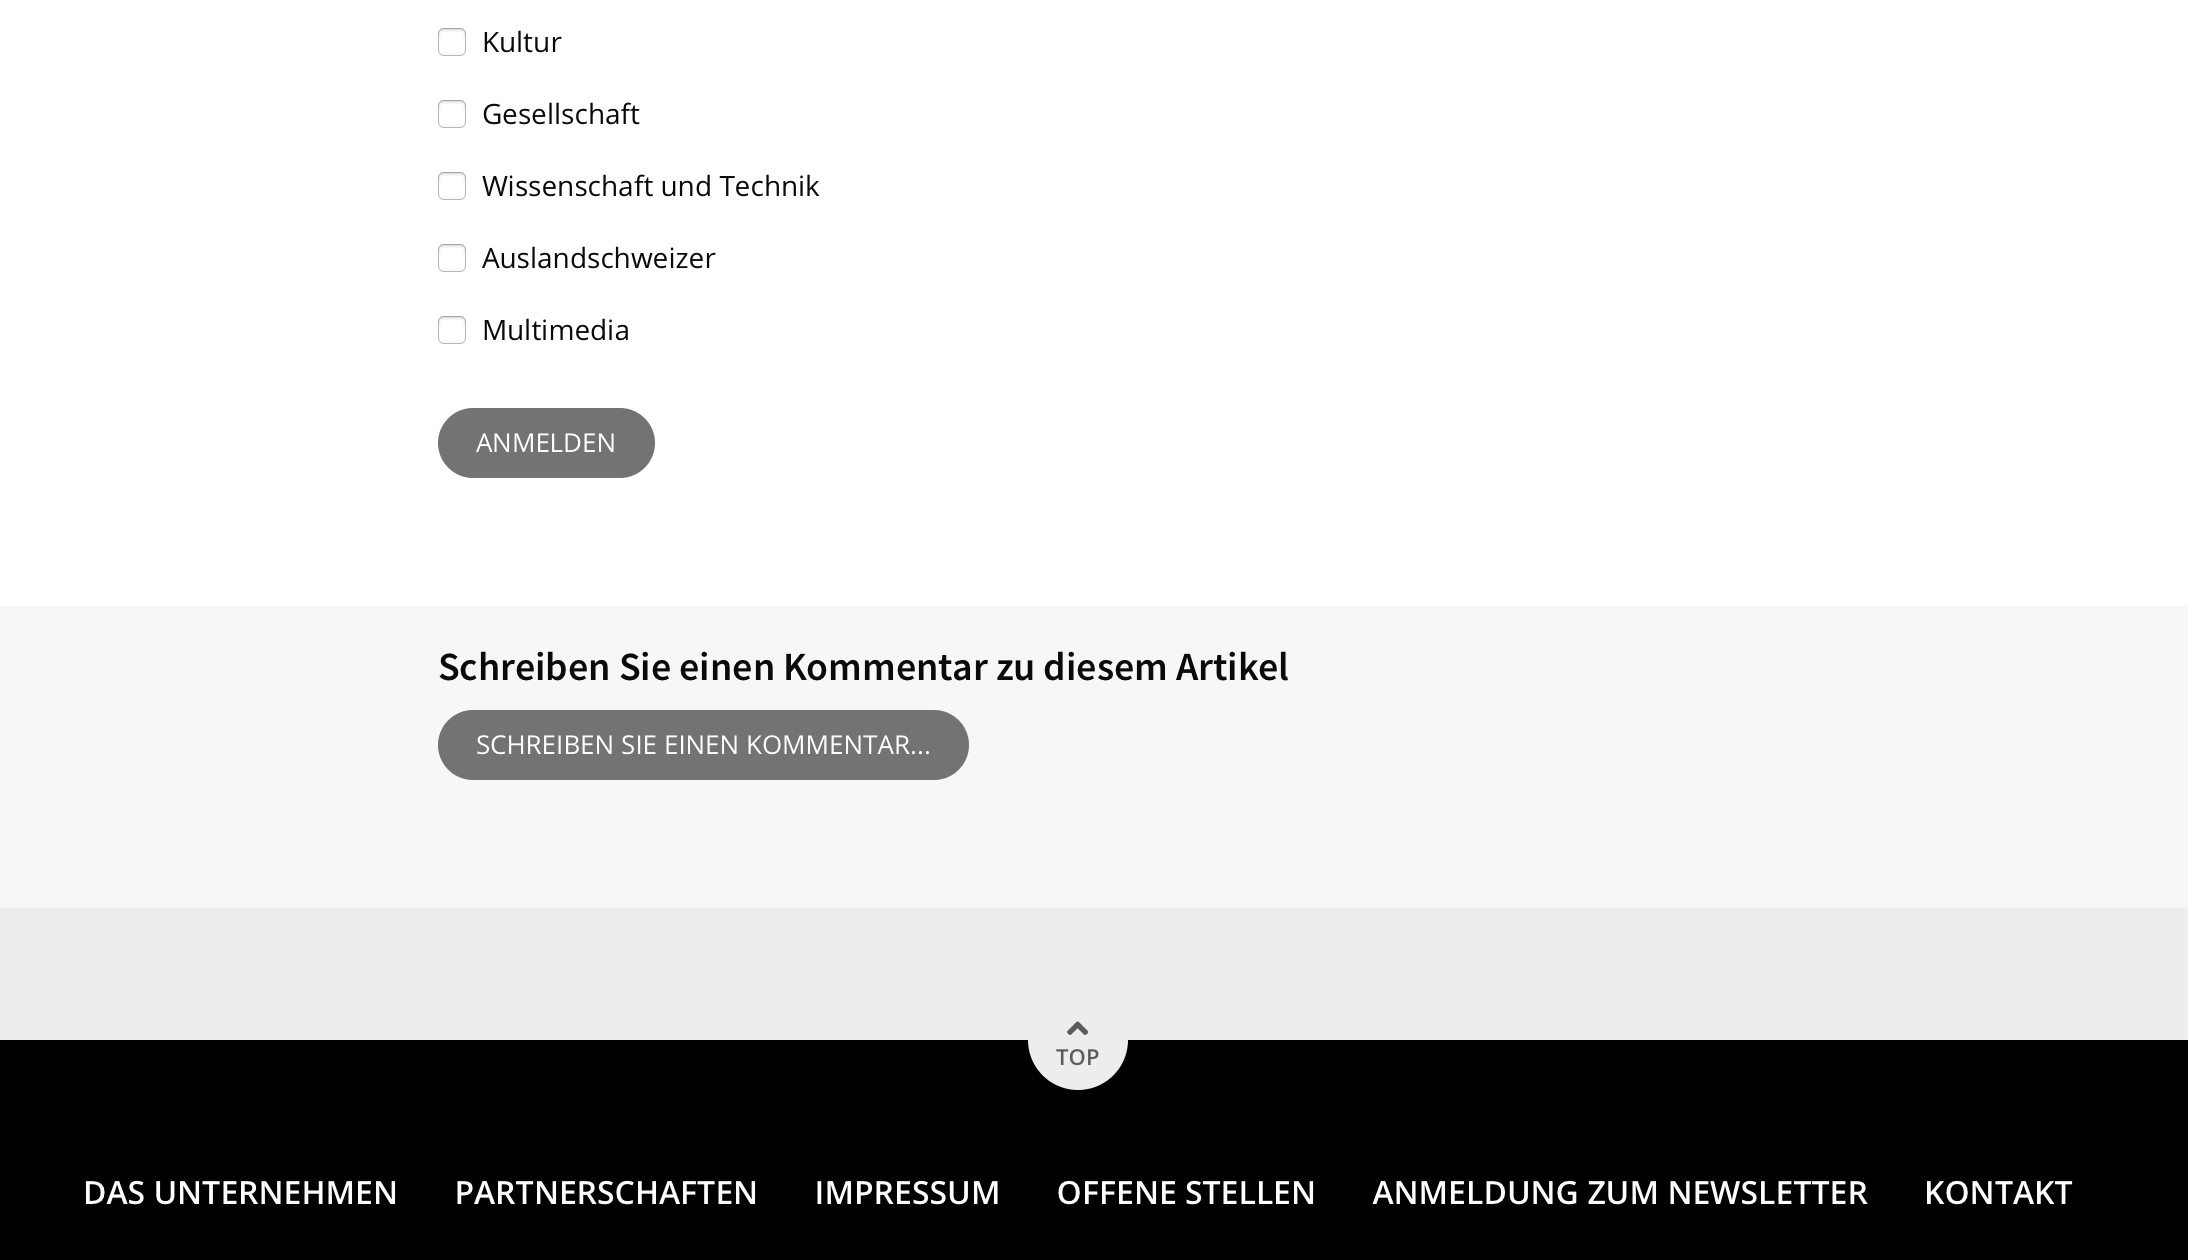 Kultur
Gesellschaft
Wissenschaft und Technik
Auslandschweizer
Multimedia
ANMELDEN
Schreiben Sie einen Kommentar zu diesem Artikel
SCHREIBEN SIE EINEN KOMMENTAR...
TOP
DAS UNTERNEHMEN PARTNERSCHAFTEN IMPRESSUM OFFENE STELLEN ANMELDUNG ZUM NEWSLETTER KONTAKT